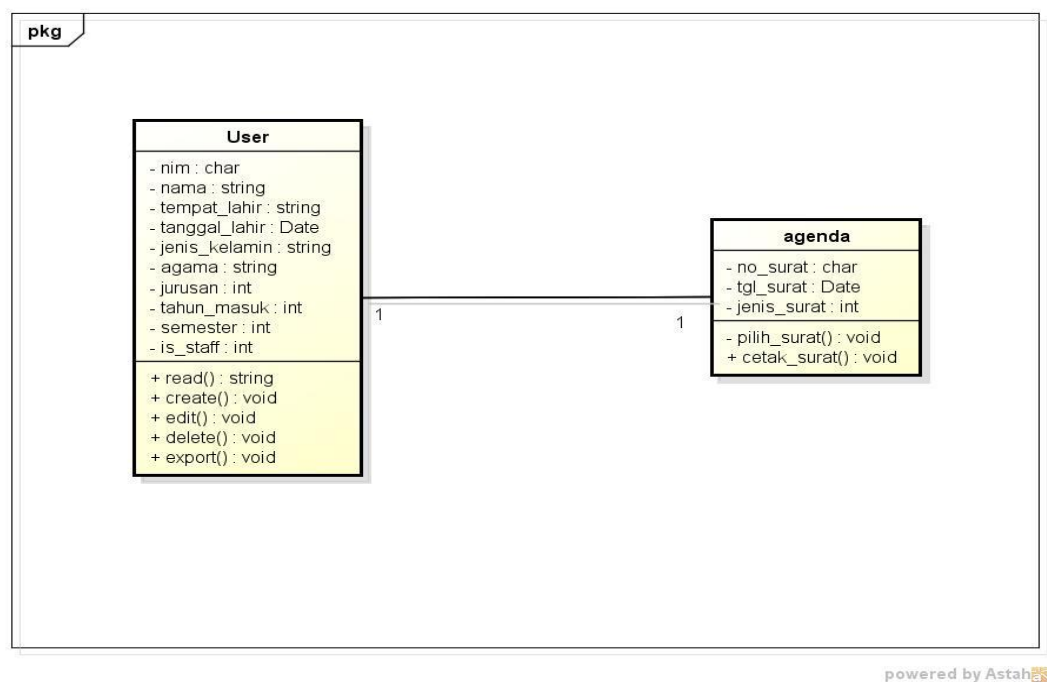 pkg
User
- nim : char
- nama : string
- tempat_lahir : string
- tanggal_lahir : Date
- jenis_kelamin : string
- agama : string
- jurusan : int
- tahun_masuk : int
- semester : int
- is_staff : int
+ read() : string
+ create() : void
+ edit() : void
+ delete() : void
+ export() : void
1
1
agenda
- no_surat : char
- tgl_surat : Date
- jenis_surat : int
- pilih_surat() : void
+ cetak_surat() : void
powered by Astah